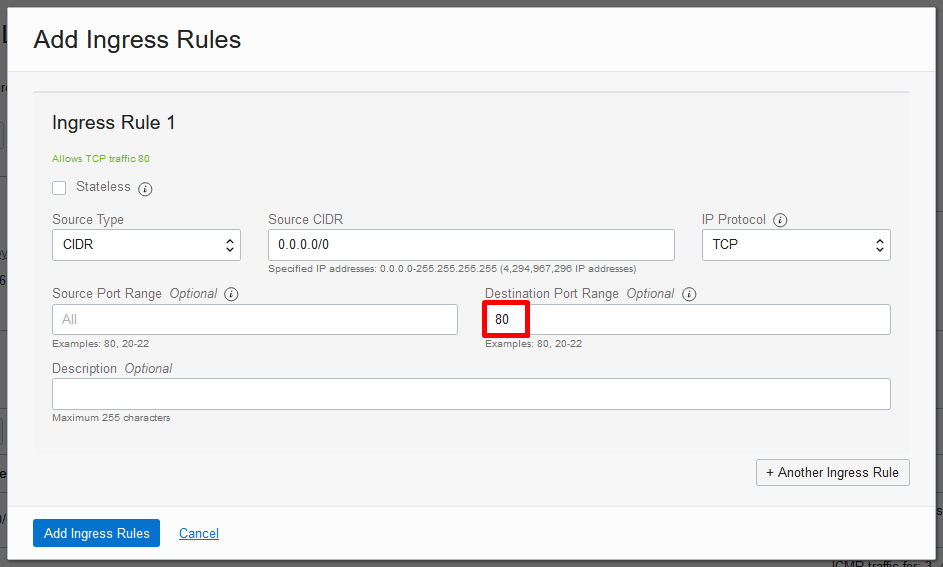 Add Ingress Rules
Ingress Rule 1
Allows TCP traffic 80
Stateless i
Source Type Source CIDR IP Protocol i
CIDR 0.0.0.0/0 TCP
Specified IP addresses: 0.0.0.0-255.255.255.255 (4,294,967,296 IP addresses)
Source Port Range Optional i Destination Port Range Optional i
All 80
Examples: 80, 20-22 Examples: 80, 20-22
Description Optional
Maximum 255 characters
+ Another Ingress Rule
Add Ingress Rules Cancel